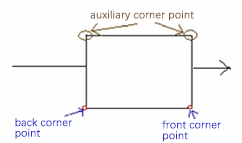 auxiliary corner point
back corner
point
front corner
point